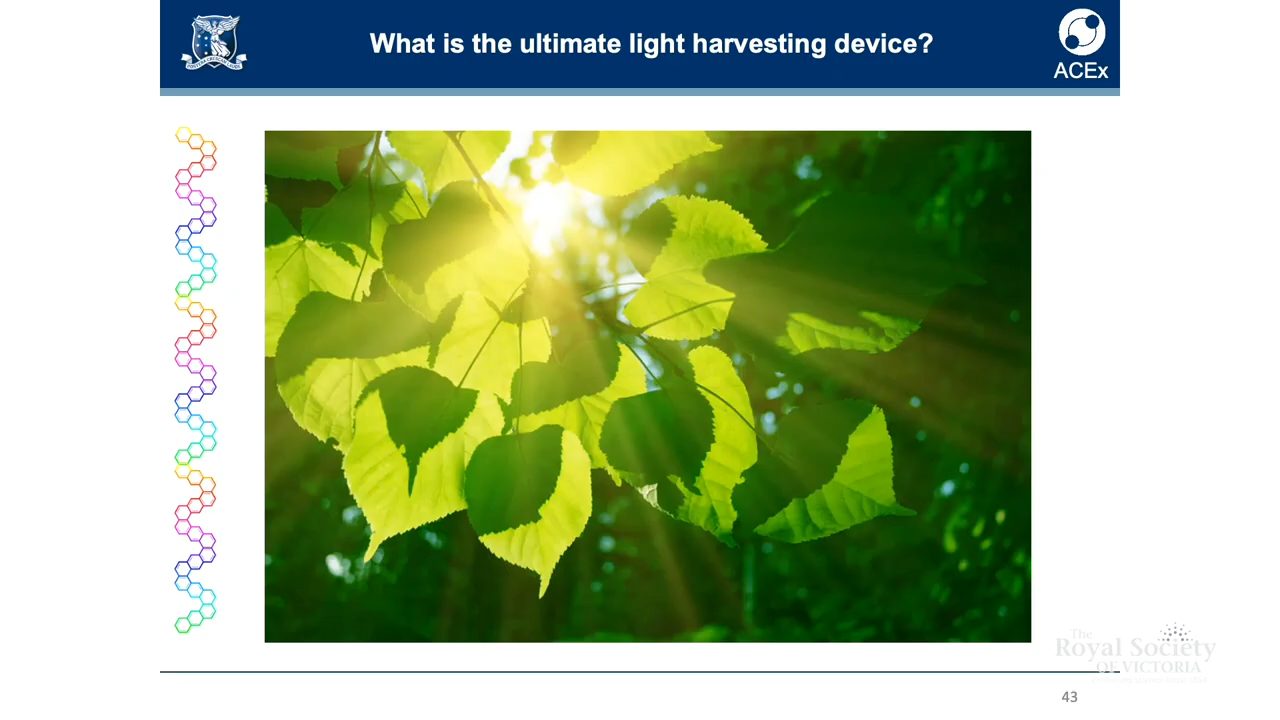 What is the ultimate light harvesting device?
ACEx
The
Royal Society
OF VICTORIA
43